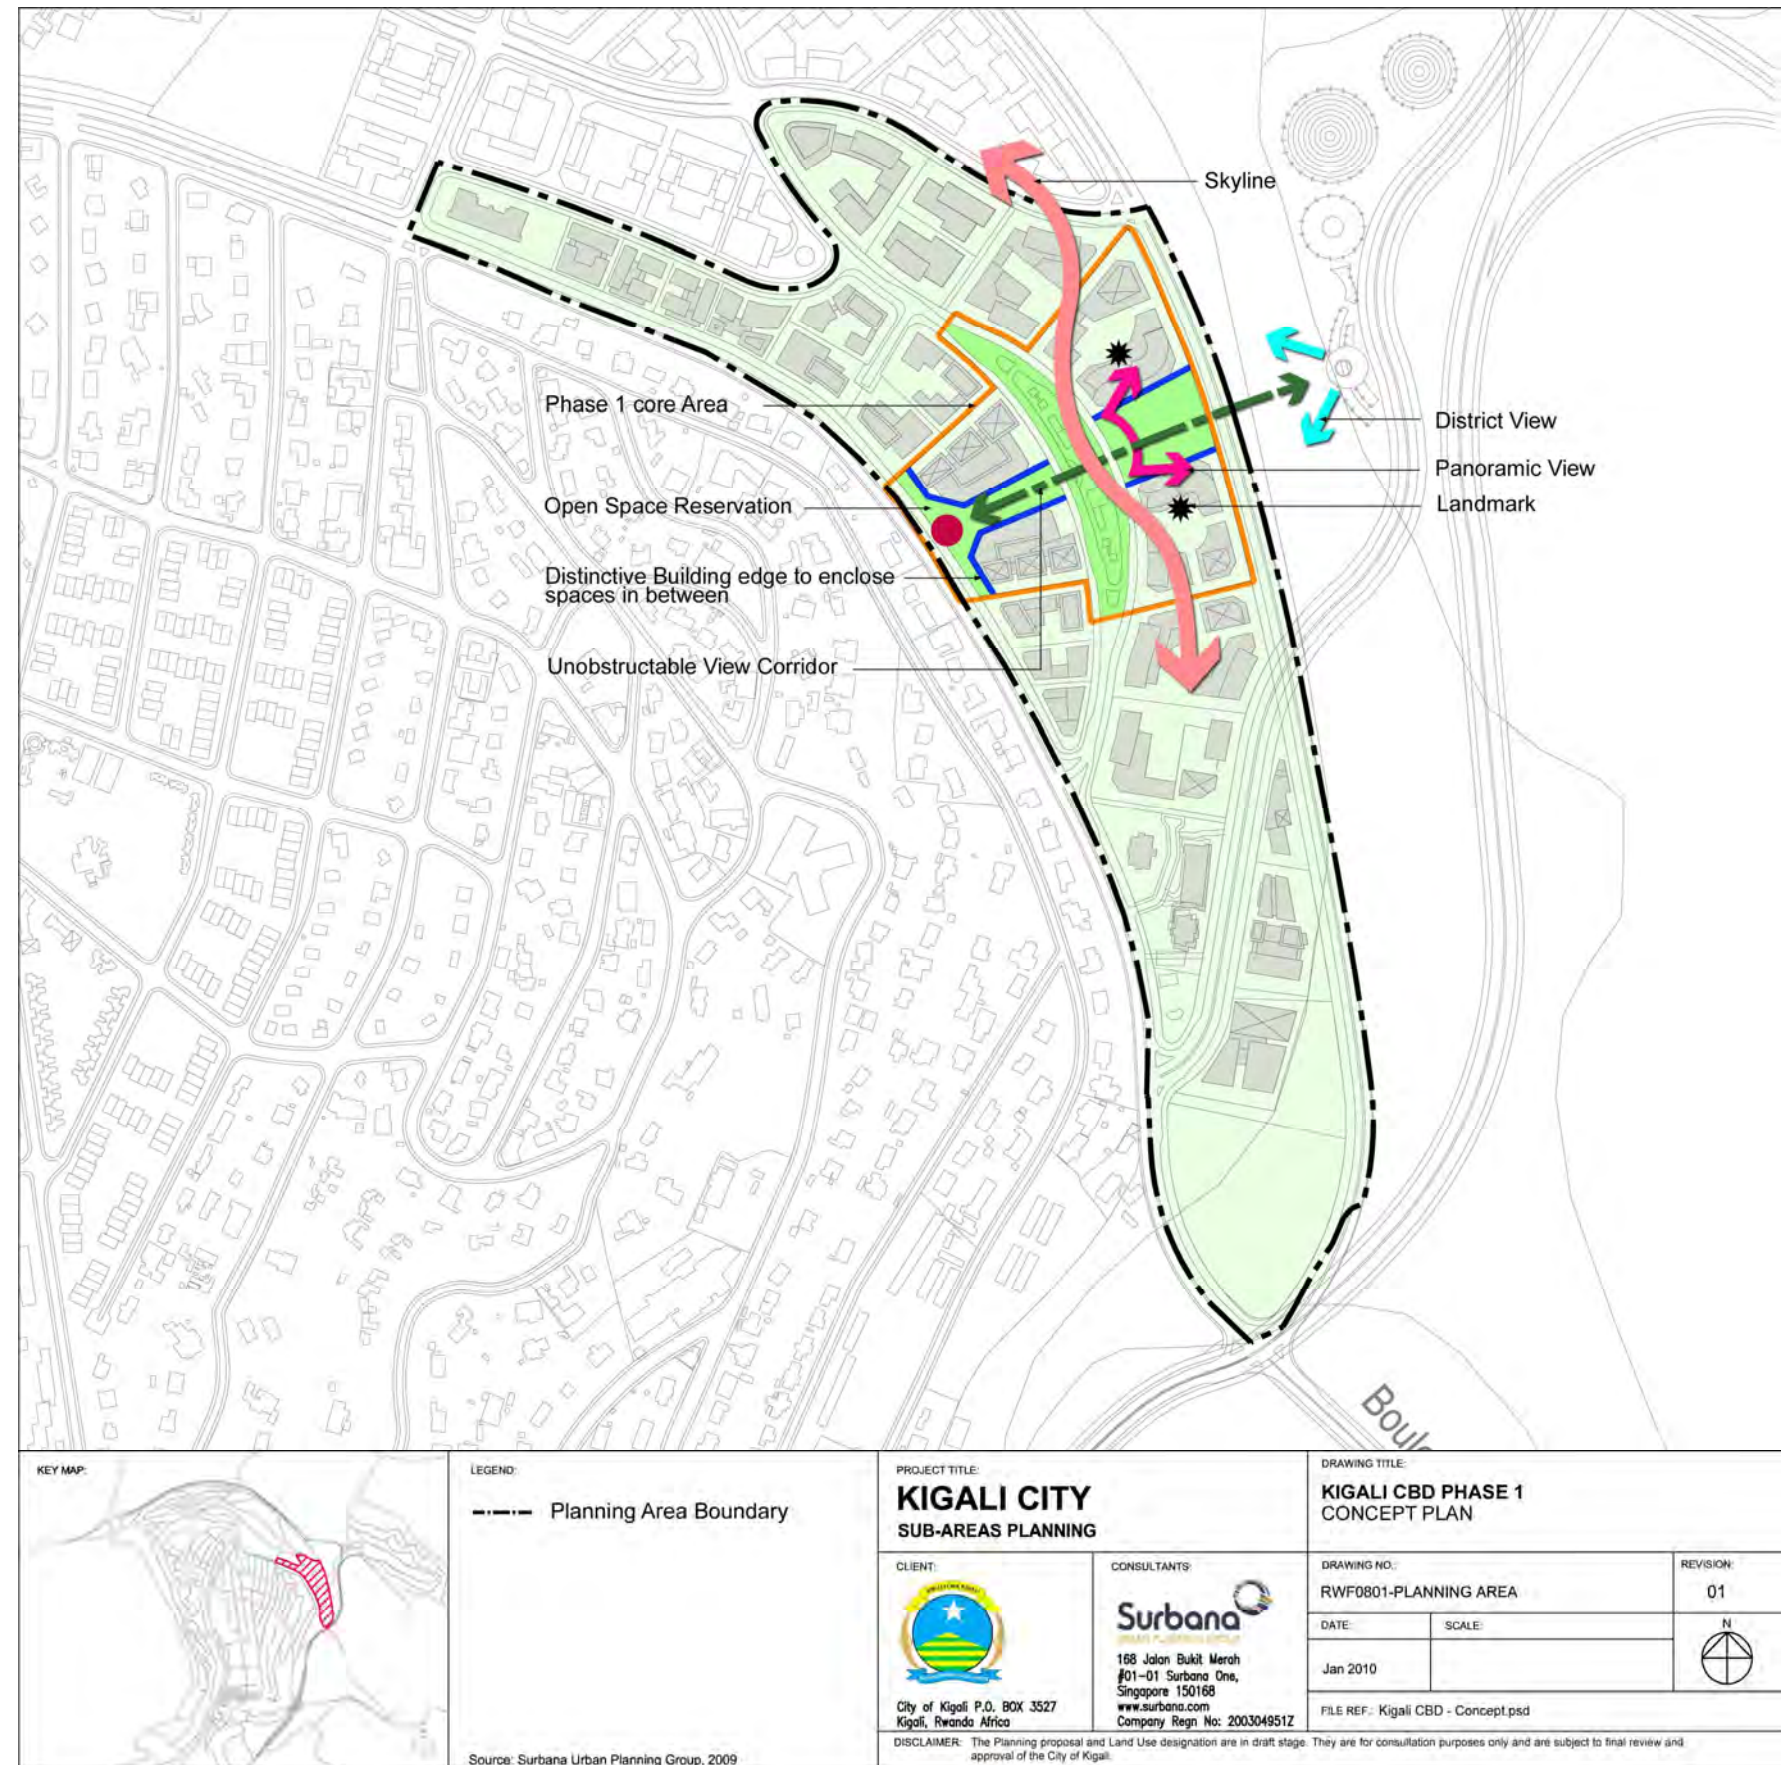 Skyline
Phase 1 core Area
District View
Panoramic View
Landmark
Open Space Reservation
Distinctive Building edge to enclose
spaces in between
Unobstructable View Corridor
KEY MAP:
LEGEND:
Planning Area Boundary
Source: Surbana Urban Planning Group, 2009
PROJECT TITLE:
KIGALI CITY
SUB-AREAS PLANNING
CLIENT:
City of Kigali P.O. BOX 3527
Kigali, Rwanda Africa
CONSULTANTS:
Surbana
168 Jalan Bukit Merah
#01-01 Surbana One,
Singapore 150168
www.surbana.com
Company Regn No: 200304951Z
DRAWING TITLE:
KIGALI CBD PHASE 1
CONCEPT PLAN
DRAWING NO.:
RWF0801-PLANNING AREA
REVISION:
01
DATE:
Jan 2010
SCALE:
N
FILE REF.: Kigali CBD - Concept.psd
DISCLAIMER: The Planning proposal and Land Use designation are in draft stage. They are for consultation purposes only and are subject to final review and
approval of the City of Kigali.